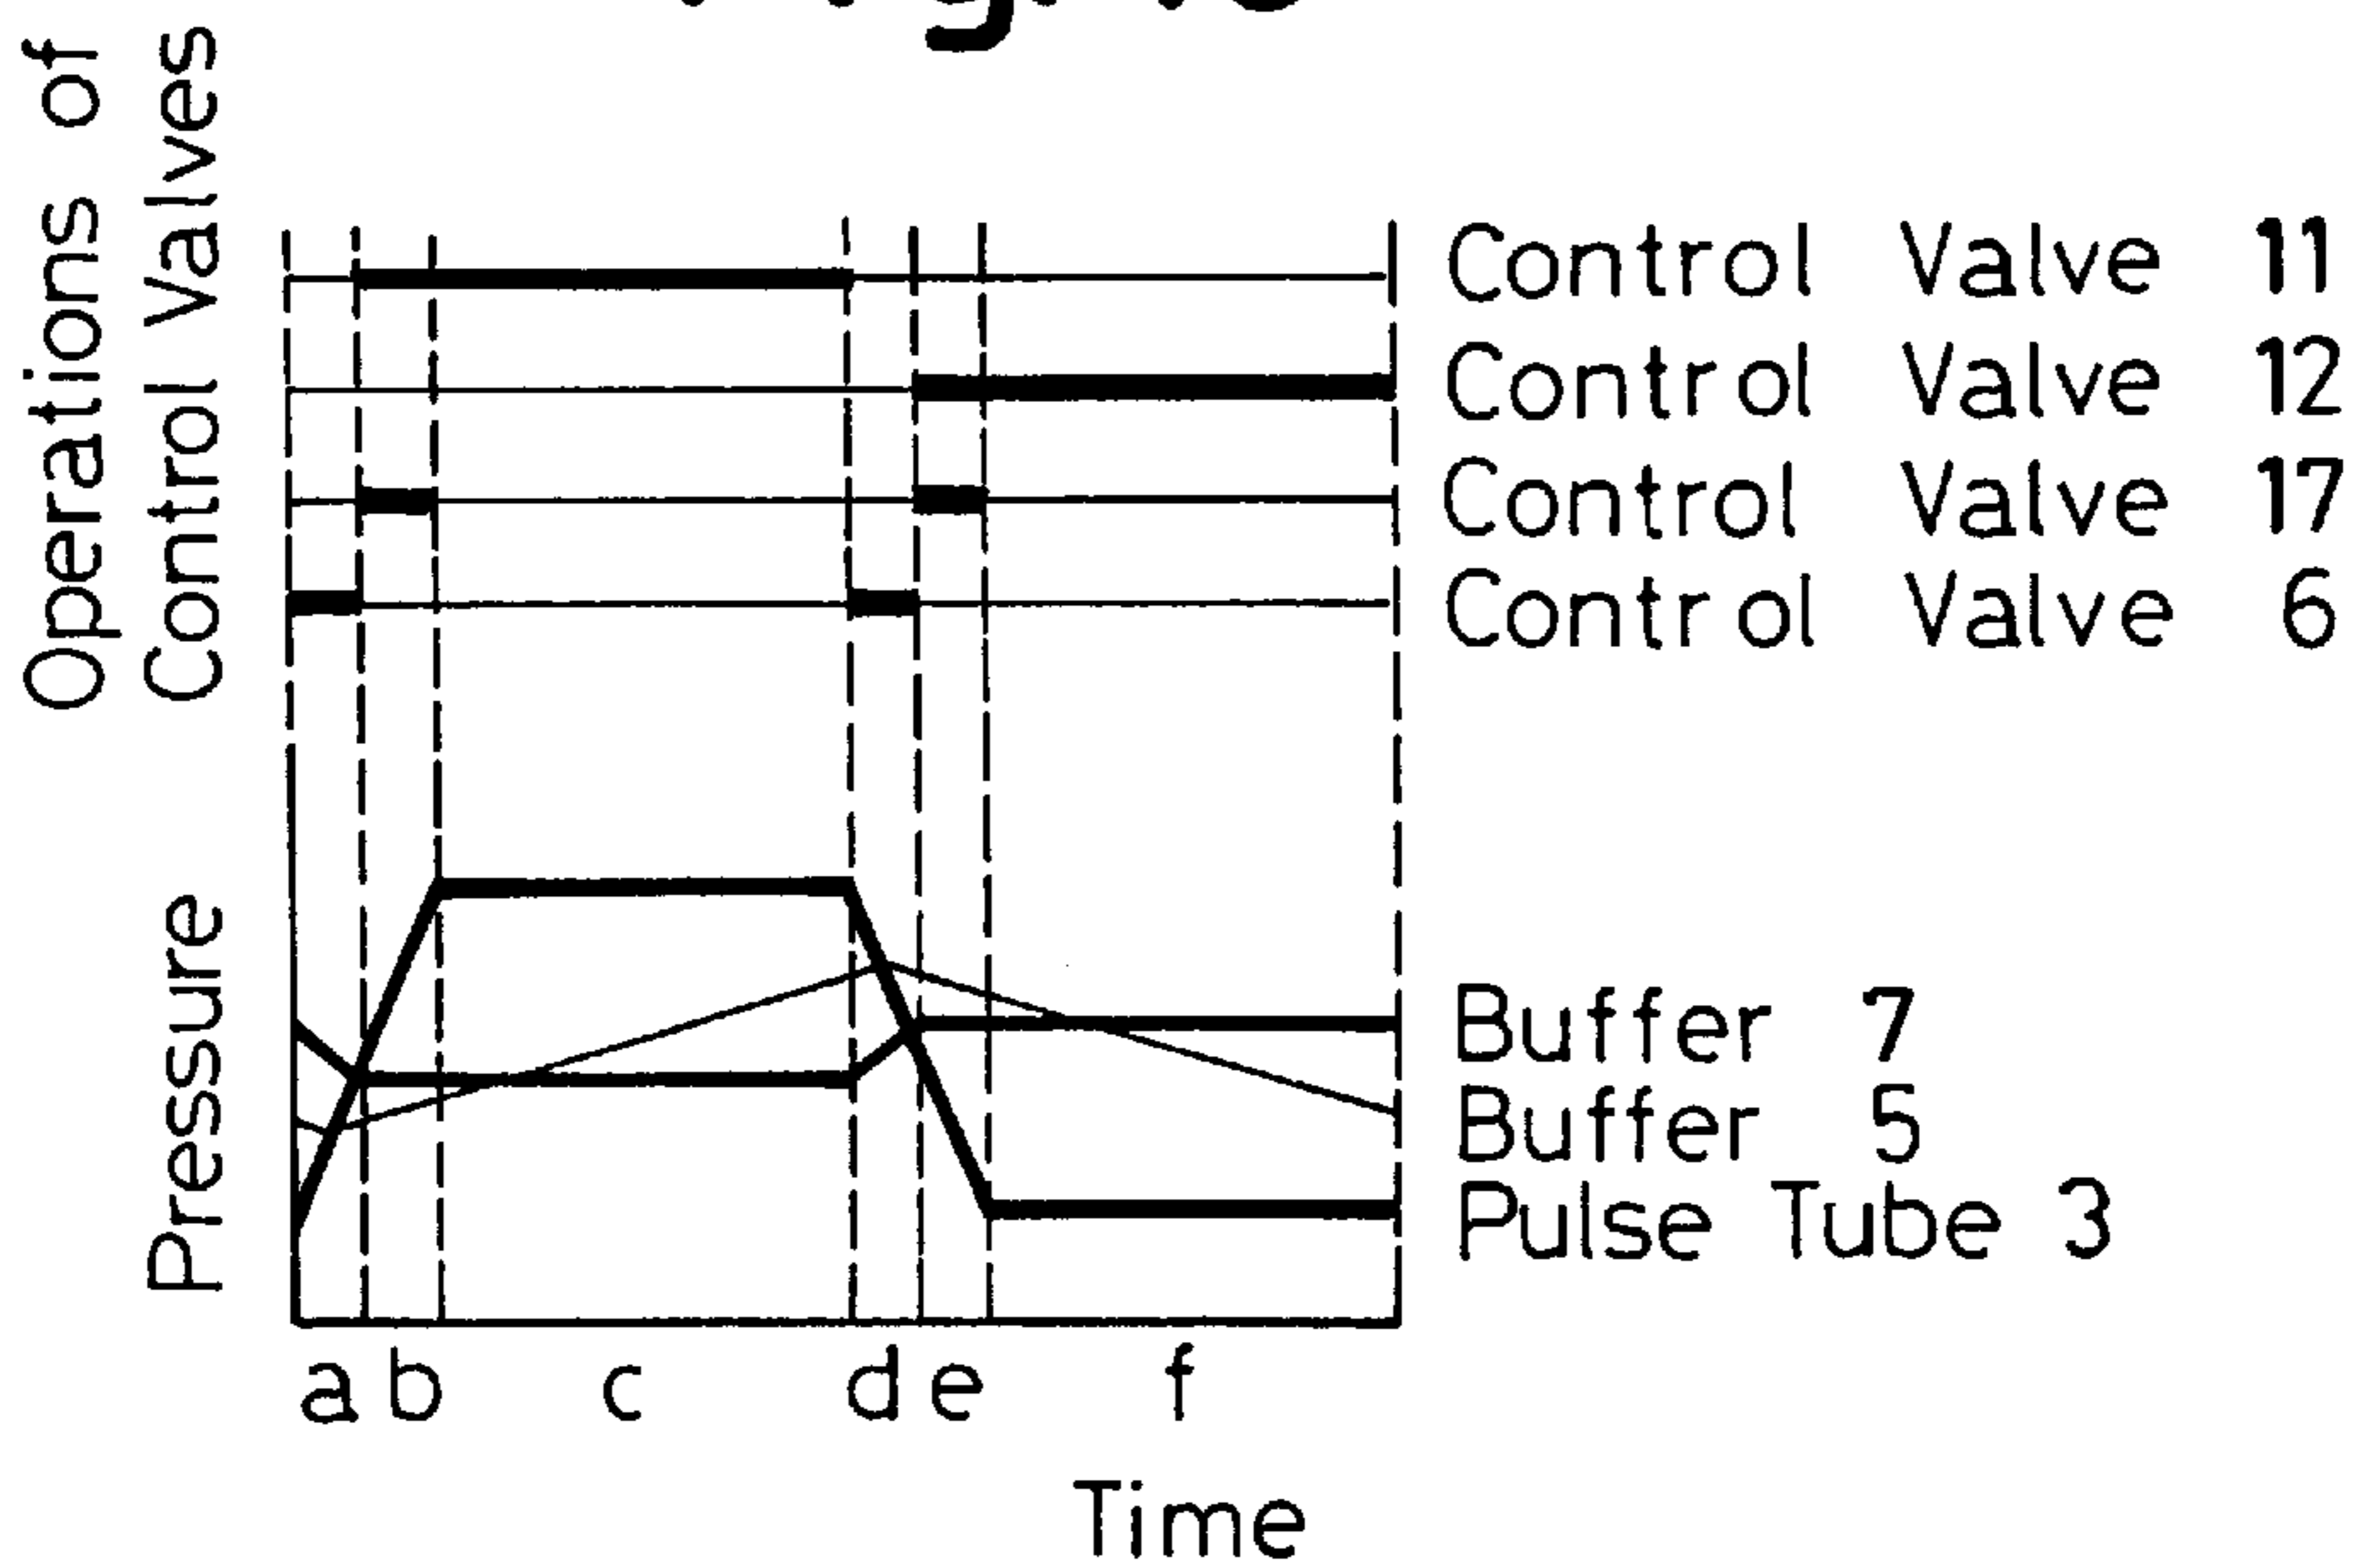 Operations of
Control Valves
Control Valve 11
Control Valve 12
Control Valve 17
Control Valve 6
Pressure
Buffer 7
Buffer 5
Pulse Tube 3
a b c d e f
Time